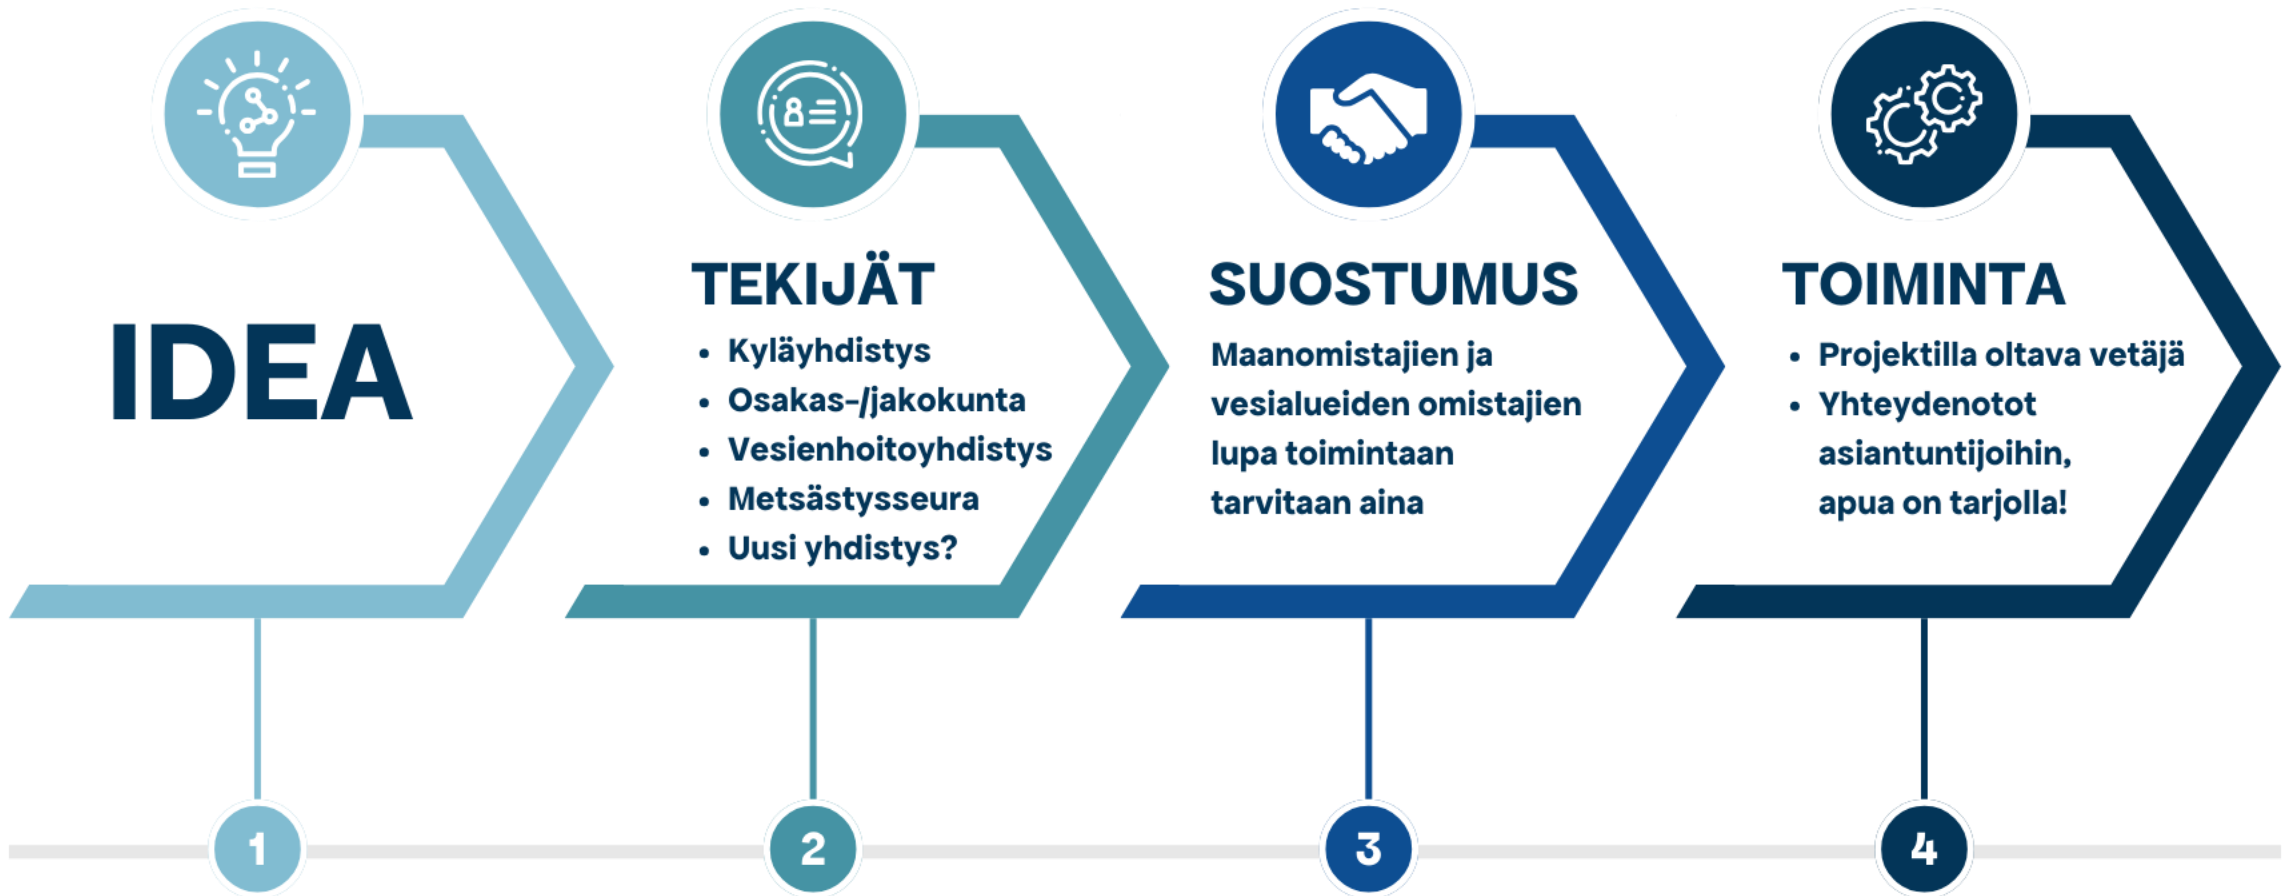 IDEA
TEKIJÄT
• Kyläyhdistys
• Osakas-/jakokunta
• Vesienhoitoyhdistys
• Metsästysseura
• Uusi yhdistys?
SUOSTUMUS
Maanomistajien ja
vesialueiden omistajien
lupa toimintaan
tarvitaan aina
TOIMINTA
• Projektilla oltava vetäjä
• Yhteydenotot
asiantuntijoihin,
apua on tarjolla!
1
2
3
4